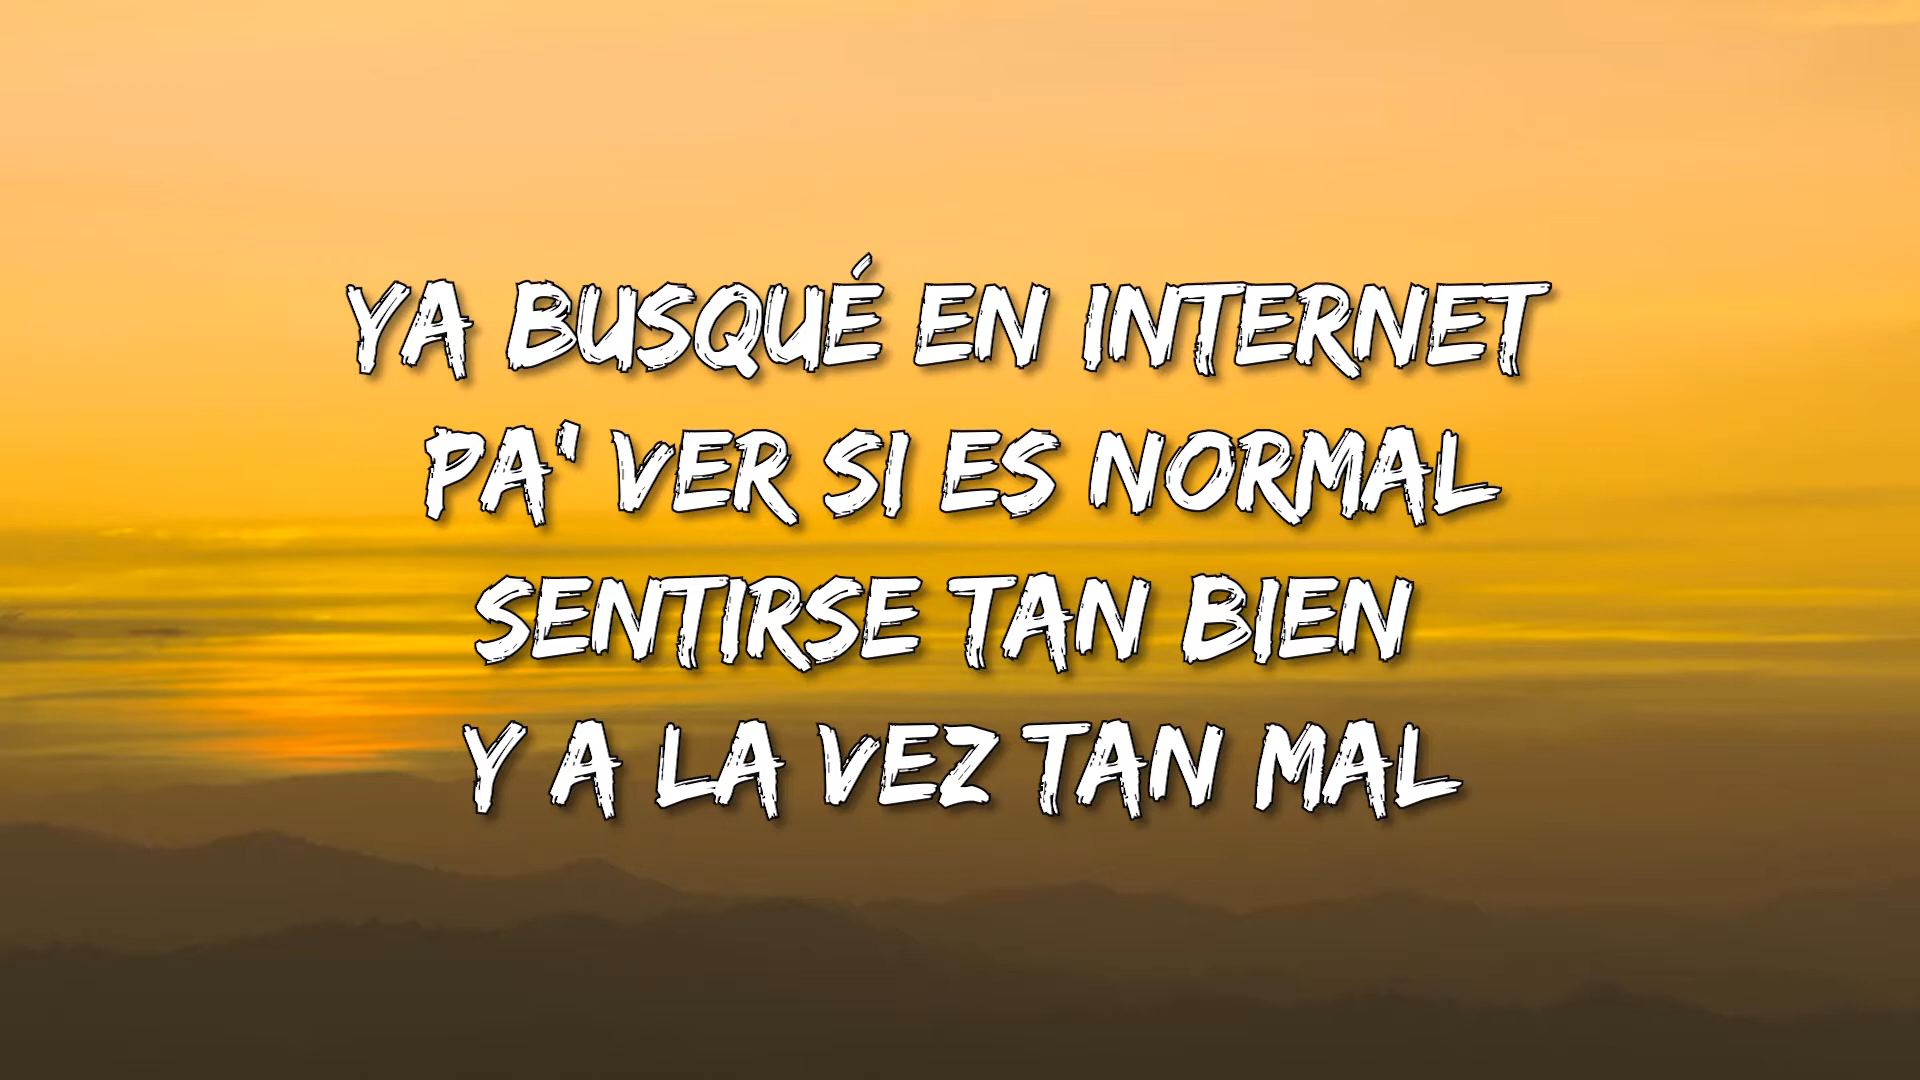 YA BUSQUÉ EN INTERNET
PA' VER SI ES NORMAL
SENTIRSE TAN BIEN
Y A LA VEZ TAN MAL